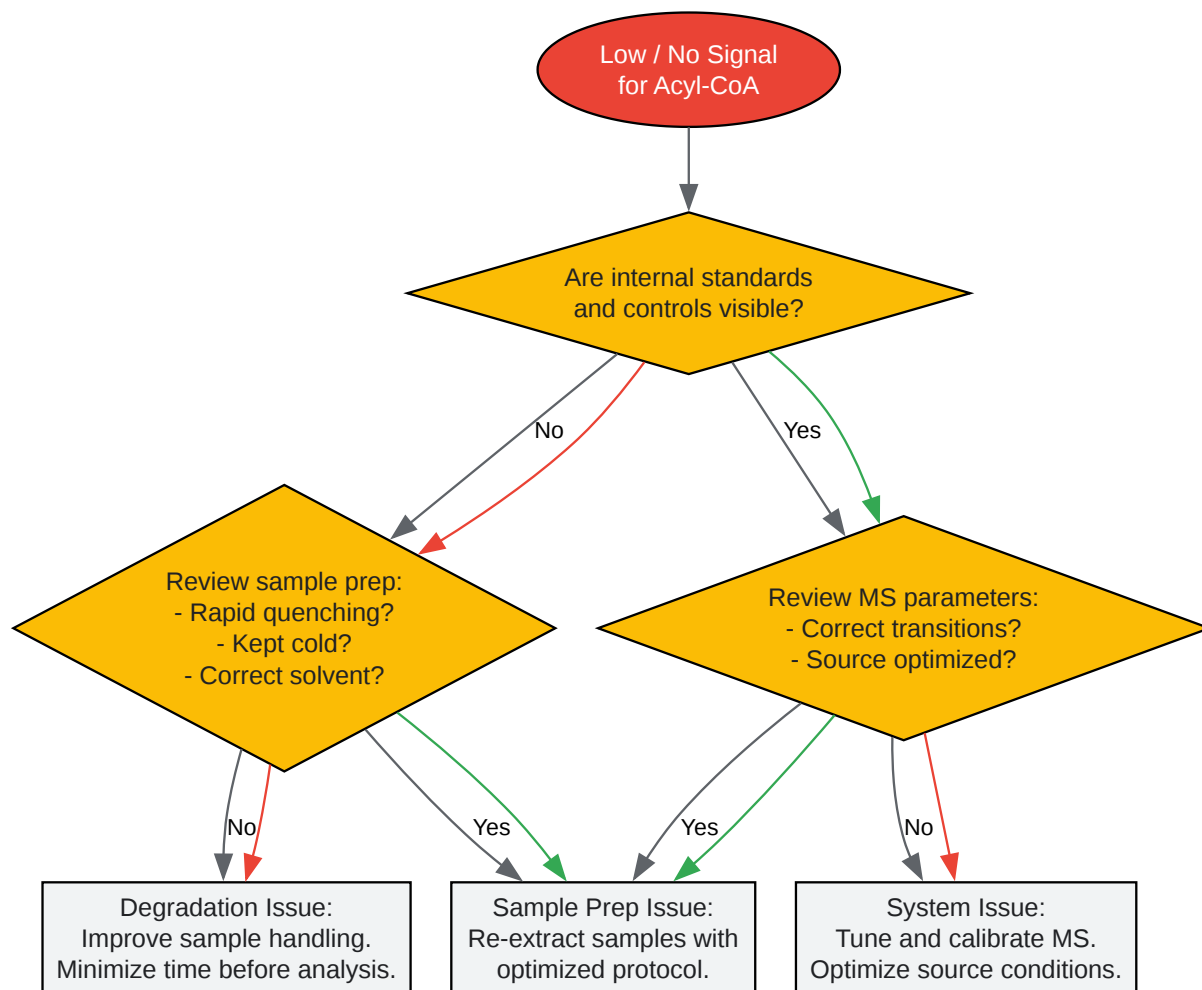 Low / No Signal
for Acyl-CoA
Are internal standards
and controls visible?
No
Yes
Review sample prep:
- Rapid quenching?
- Kept cold?
- Correct solvent?
Review MS parameters:
- Correct transitions?
- Source optimized?
No
Yes
Yes
No
Degradation Issue:
Improve sample handling.
Minimize time before analysis.
Sample Prep Issue:
Re-extract samples with
optimized protocol.
System Issue:
Tune and calibrate MS.
Optimize source conditions.